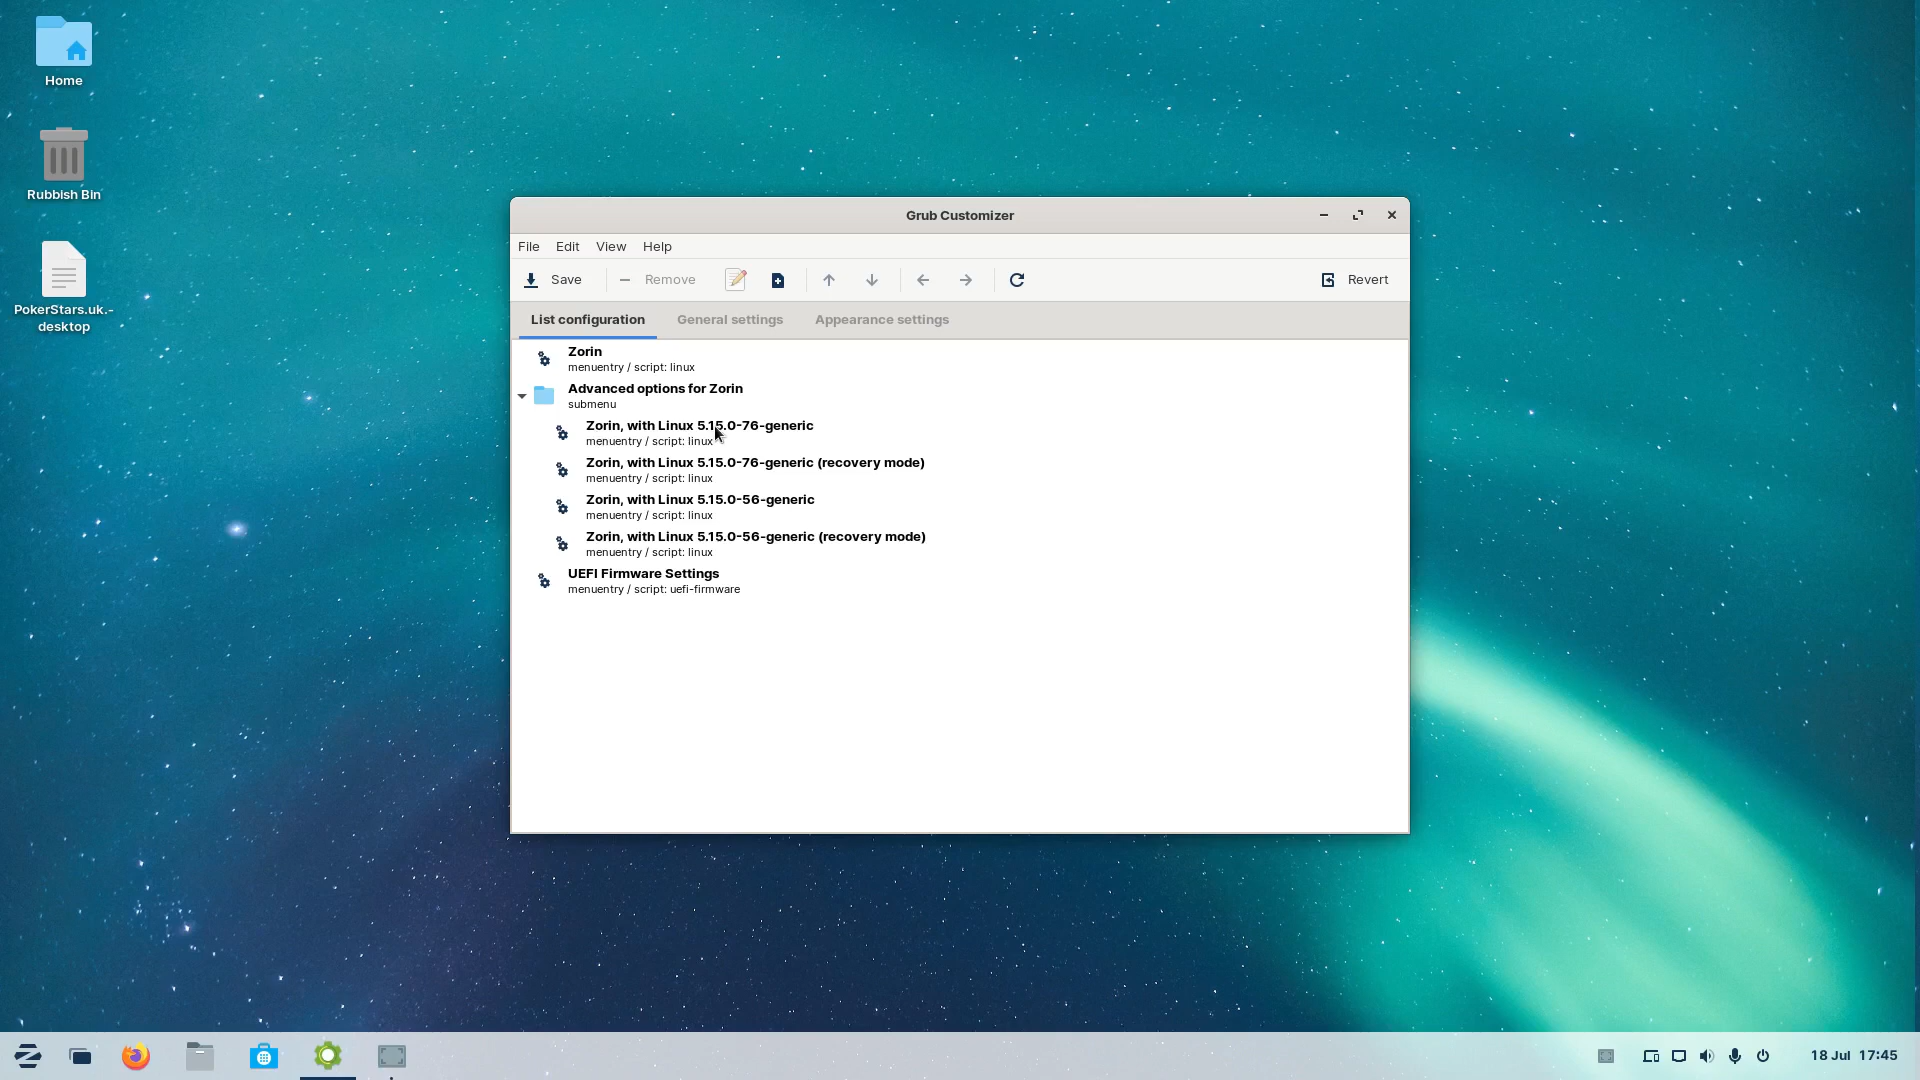 Home
Rubbish Bin
PokerStars.uk.-
desktop
Grub Customizer
File Edit View Help
Save Remove Revert
List configuration General settings Appearance settings
Zorin
menuentry / script: linux
Advanced options for Zorin
submenu
Zorin, with Linux 5.15.0-76-generic
menuentry / script: linux
Zorin, with Linux 5.15.0-76-generic (recovery mode)
menuentry / script: linux
Zorin, with Linux 5.15.0-56-generic
menuentry / script: linux
Zorin, with Linux 5.15.0-56-generic (recovery mode)
menuentry / script: linux
UEFI Firmware Settings
menuentry / script: uefi-firmware
18 Jul 17:45